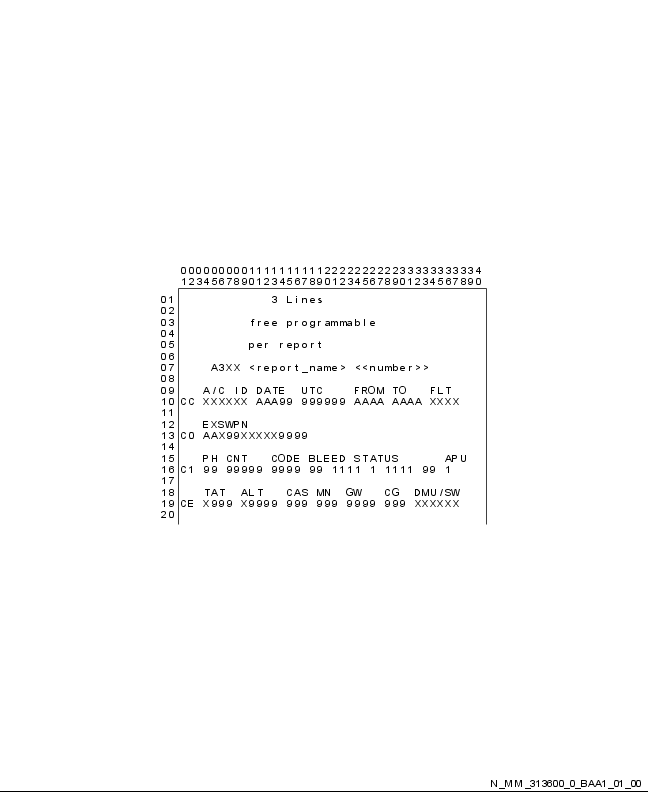 0000000001111111111222222222233333333334
1234567890123456789012345678901234567890
01 3 Lines
02
03 free programmable
04
05 per report
06
07 A3XX <report_name> <<number>>
08
09 A/C ID DATE UTC FROM TO FLT
10 CC XXXXXX AAA99 999999 AAAA AAAA XXXX
11
12 EXSWPN
13 C0 AAX99XXXXX9999
14
15 PH CNT CODE BLEED STATUS APU
16 C1 99 99999 9999 99 1111 1 1111 99 1
17
18 TAT ALT CAS MN GW CG DMU/SW
19 CE X999 X9999 999 999 9999 999 XXXXXX
20
N_MM_313600_0_BAA1_01_00